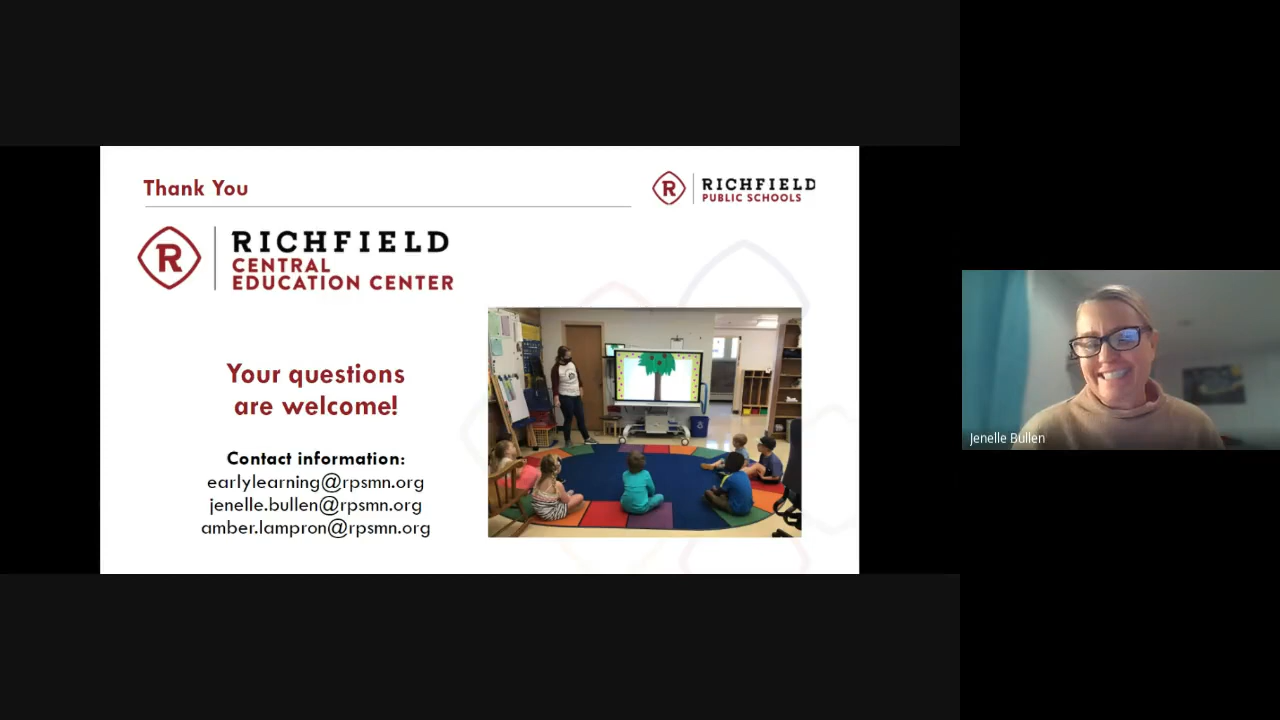 Thank You
R
RICHFIELD
PUBLIC SCHOOLS
R
RICHFIELD
CENTRAL
EDUCATION CENTER
Your questions
are welcome!
Contact information:
earlylearning@rpsmn.org
jenelle.bullen@rpsmn.org
amber.lampron@rpsmn.org
Jenelle Bullen